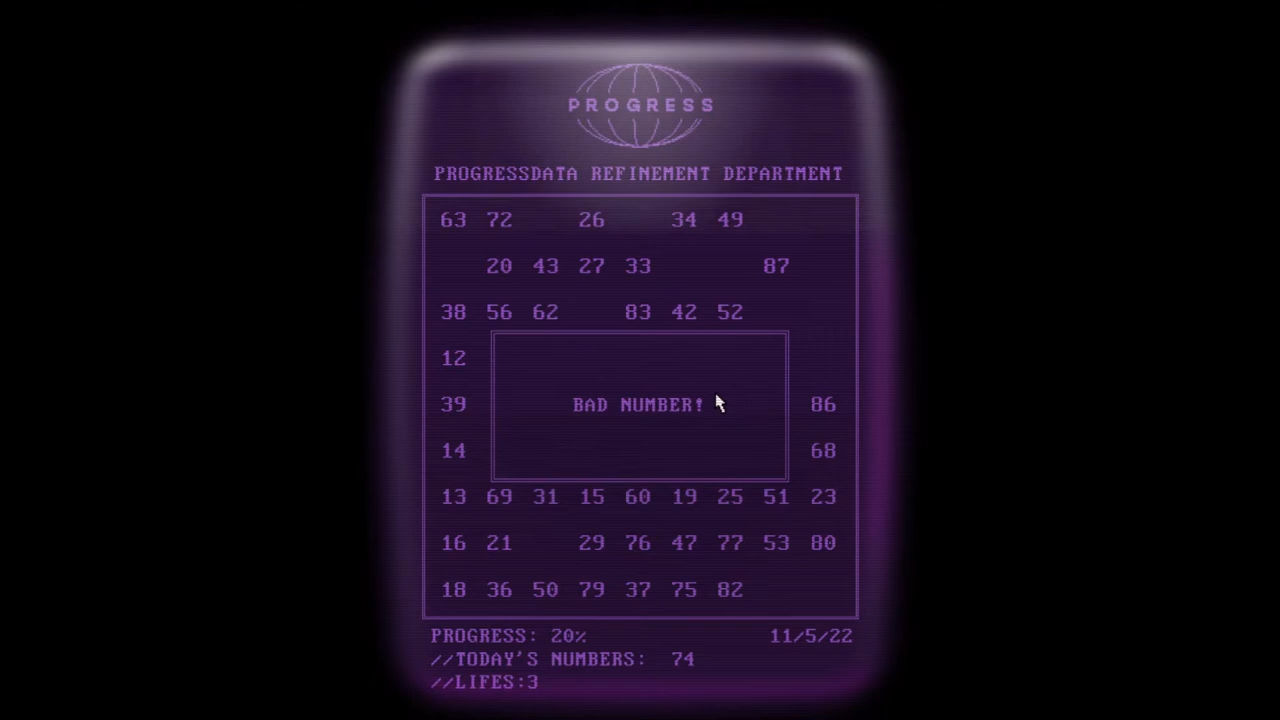 PROGRESS
PROGRESSDATA REFINEMENT DEPARTMENT
63 72 26 34 49
20 43 27 33 87
38 56 62 83 42 52
12
39 BAD NUMBER! 86
14 68
13 69 31 15 60 19 25 51 23
16 21 29 76 47 77 53 80
18 36 50 79 37 75 82
PROGRESS: 20% 11/5/22
//TODAY'S NUMBERS: 74
//LIFES:3